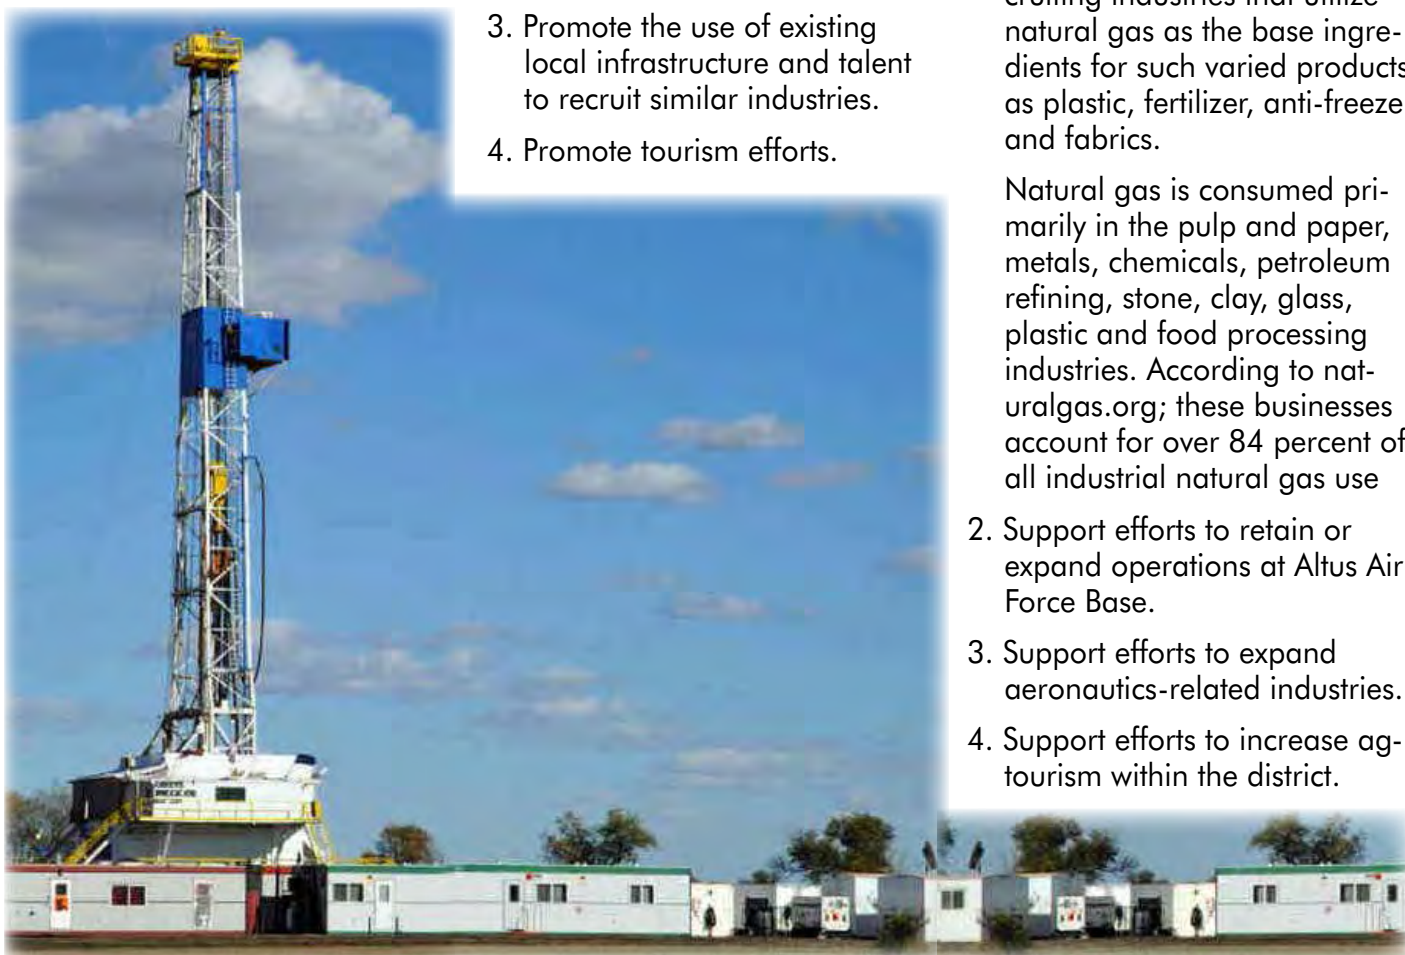 3. Promote the use of existing
local infrastructure and talent
to recruit similar industries.
4. Promote tourism efforts.
crutting industries that utilize
natural gas as the base ingre-
dients for such varied products
as plastic, fertilizer, anti-freeze
and fabrics.
Natural gas is consumed pri-
marily in the pulp and paper,
metals, chemicals, petroleum
refining, stone, clay, glass,
plastic and food processing
industries. According to nat-
uralgas.org; these businesses
account for over 84 percent of
all industrial natural gas use
2. Support efforts to retain or
expand operations at Altus Air
Force Base.
3. Support efforts to expand
aeronautics-related industries.
4. Support efforts to increase ag-
tourism within the district.